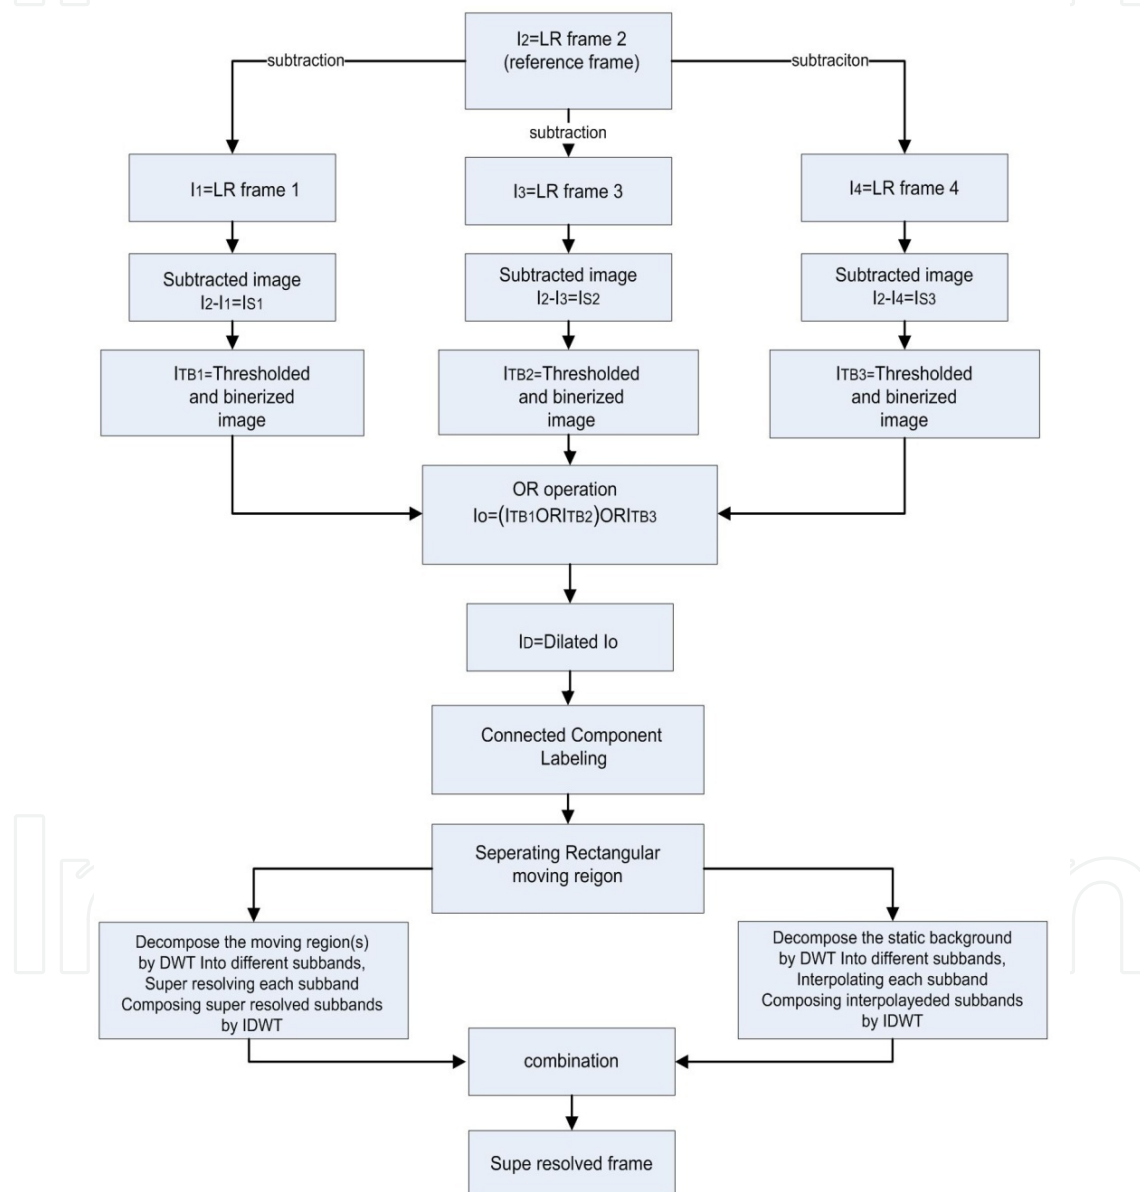 I2=LR frame 2
(reference frame)
subtraction
subtraciton
subtraction
I1=LR frame 1
I3=LR frame 3
I4=LR frame 4
Subtracted image
I2-I1=IS1
Subtracted image
I2-I3=IS2
Subtracted image
I2-I4=IS3
ITB1=Thresholded
and binerized
image
ITB2=Thresholded
and binerized
image
ITB3=Thresholded
and binerized
image
OR operation
Io=(ITB1ORITB2)ORITB3
ID=Dilated Io
Connected Component
Labeling
Seperating Rectangular
moving reigon
Decompose the moving region(s)
by DWT Into different subbands,
Super resolving each subband
Composing super resolved subbands
by IDWT
Decompose the static background
by DWT Into different subbands,
Interpolating each subband
Composing interpolayeded subbands
by IDWT
combination
Supe resolved frame